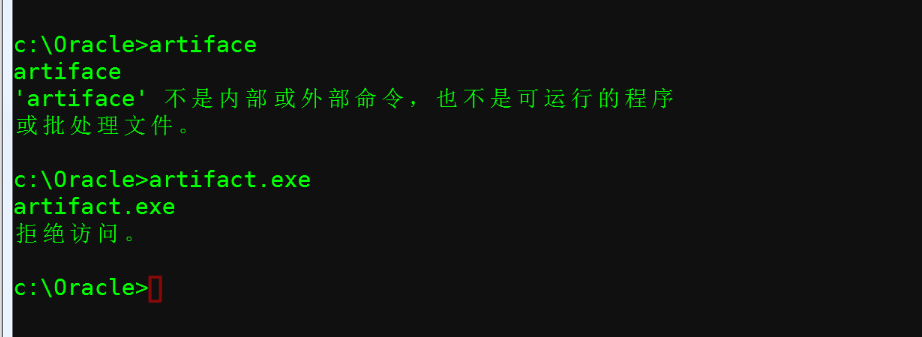 c:\Oracle>artiface
artiface
'artiface' 不是内部或外部命令，也不是可运行的程序
或批处理文件。
c:\Oracle>artifact.exe
artifact.exe
拒绝访问。
c:\Oracle>